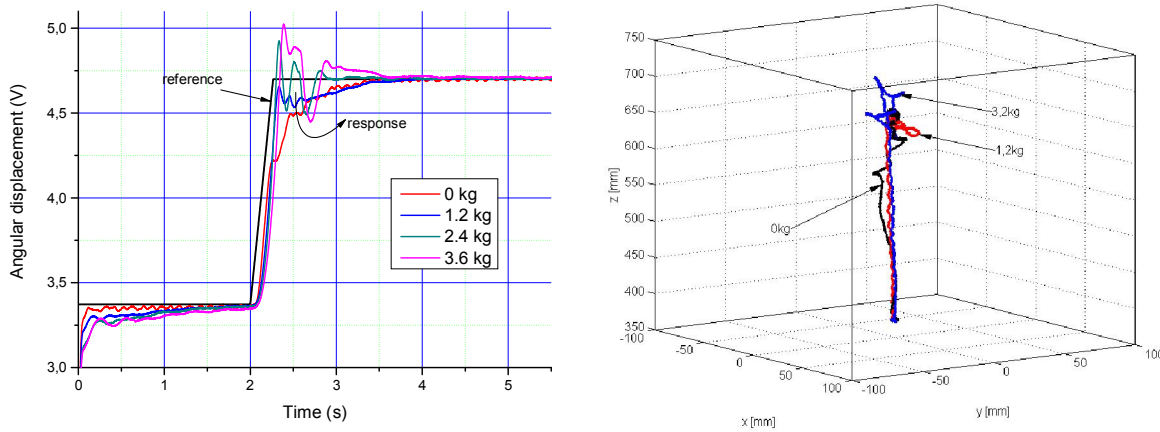 5,0
4,5
4,0
3,5
3,0
Angular displacement (V)
reference
response
0 kg
1.2 kg
2.4 kg
3.6 kg
0 1 2 3 4 5
Time (s)
750
700
650
600
550
500
450
400
350
z [mm]
3,2kg
1,2kg
0kg
-100
-50
0
50
100
x [mm]
-100
-50
0
50
100
y [mm]